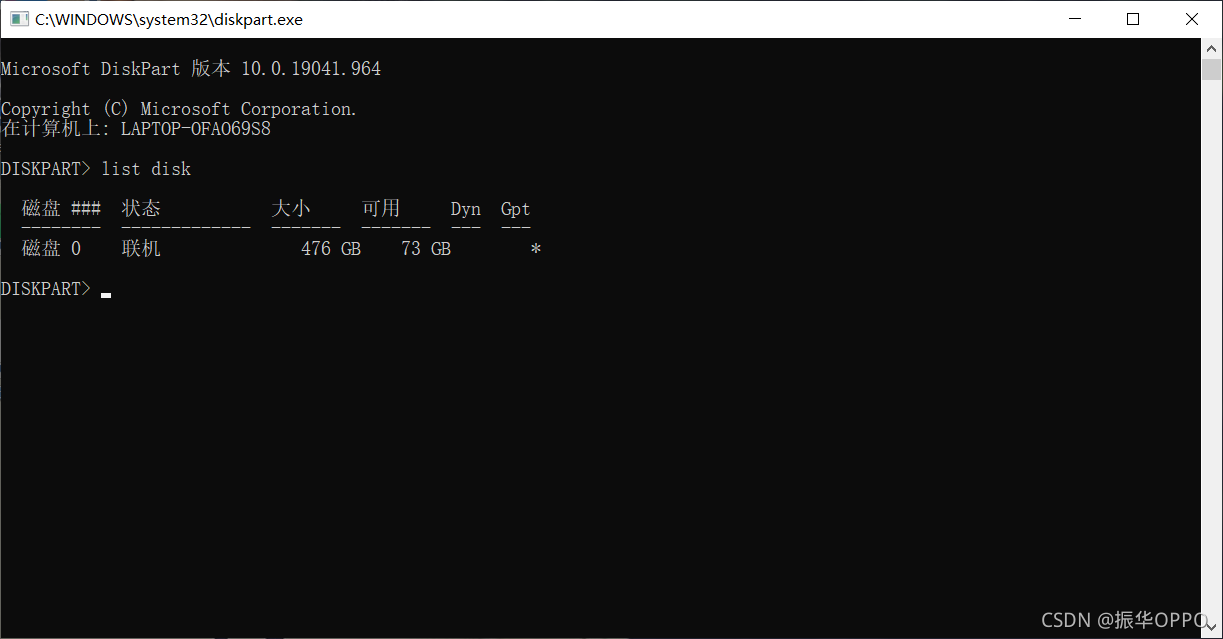 C:\WINDOWS\system32\diskpart.exe
Microsoft DiskPart 版本 10.0.19041.964
Copyright (C) Microsoft Corporation.
在计算机上: LAPTOP-OFAO69S8
DISKPART> list disk
磁盘 ### 状态 大小 可用 Dyn Gpt
-------- ------------- ------- ------- --- ---
磁盘 0 联机 476 GB 73 GB *
DISKPART>
CSDN @振华OPPO